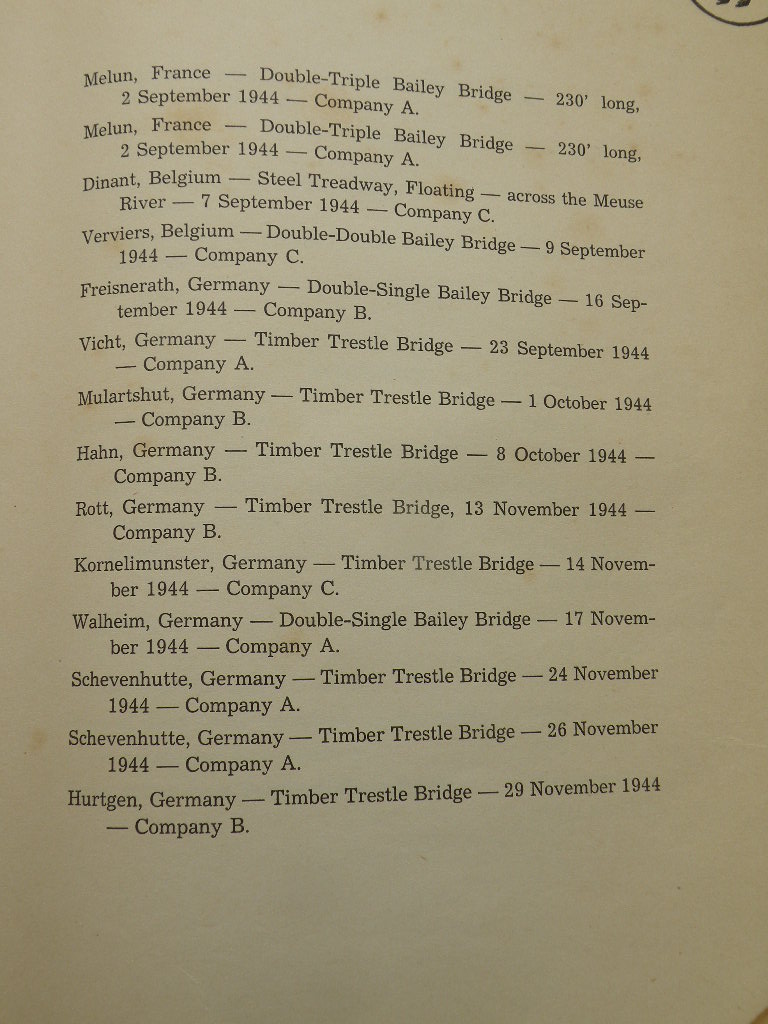 Melun, France — Double-Triple Bailey Bridge — 230' long,
2 September 1944 — Company A.
Melun, France — Double-Triple Bailey Bridge — 230' long,
2 September 1944 — Company A.
Dinant, Belgium — Steel Treadway, Floating — across the Meuse
River — 7 September 1944 — Company C.
Verviers, Belgium — Double-Double Bailey Bridge — 9 September
1944 — Company C.
Freisnerath, Germany — Double-Single Bailey Bridge — 16 Sep-
tember 1944 — Company B.
Vicht, Germany — Timber Trestle Bridge — 23 September 1944
— Company A.
Mulartshut, Germany — Timber Trestle Bridge — 1 October 1944
— Company B.
Hahn, Germany — Timber Trestle Bridge — 8 October 1944 —
Company B.
Rott, Germany — Timber Trestle Bridge, 13 November 1944 —
Company B.
Kornelimunster, Germany — Timber Trestle Bridge — 14 Novem-
ber 1944 — Company C.
Walheim, Germany — Double-Single Bailey Bridge — 17 Novem-
ber 1944 — Company A.
Schevenhutte, Germany — Timber Trestle Bridge — 24 November
1944 — Company A.
Schevenhutte, Germany — Timber Trestle Bridge — 26 November
1944 — Company A.
Hurtgen, Germany — Timber Trestle Bridge — 29 November 1944
— Company B.